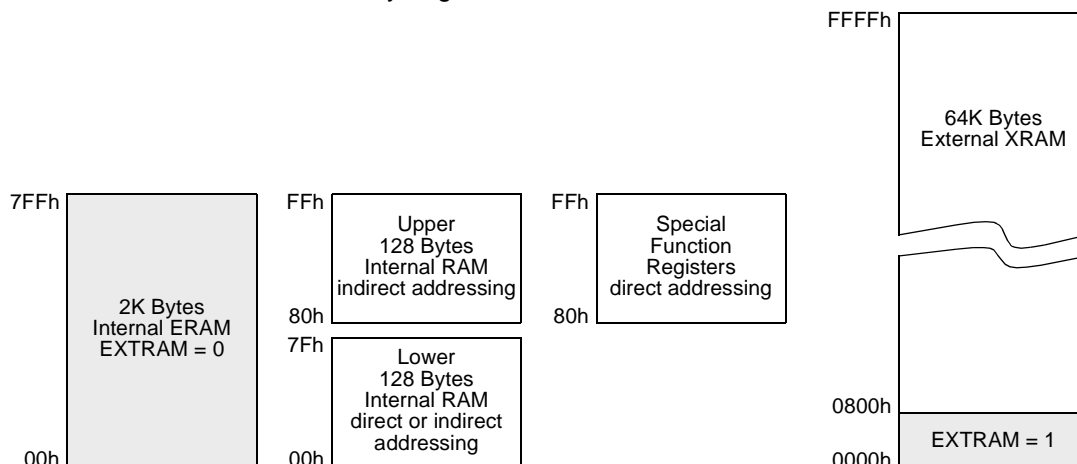 FFFFh
64K Bytes
External XRAM
7FFh
FFh
FFh
Upper
128 Bytes
Internal RAM
indirect addressing
Special
Function
Registers
direct addressing
2K Bytes
Internal ERAM
EXTRAM = 0
80h
80h
7Fh
Lower
128 Bytes
Internal RAM
direct or indirect
addressing
0800h
EXTRAM = 1
00h
00h
0000h